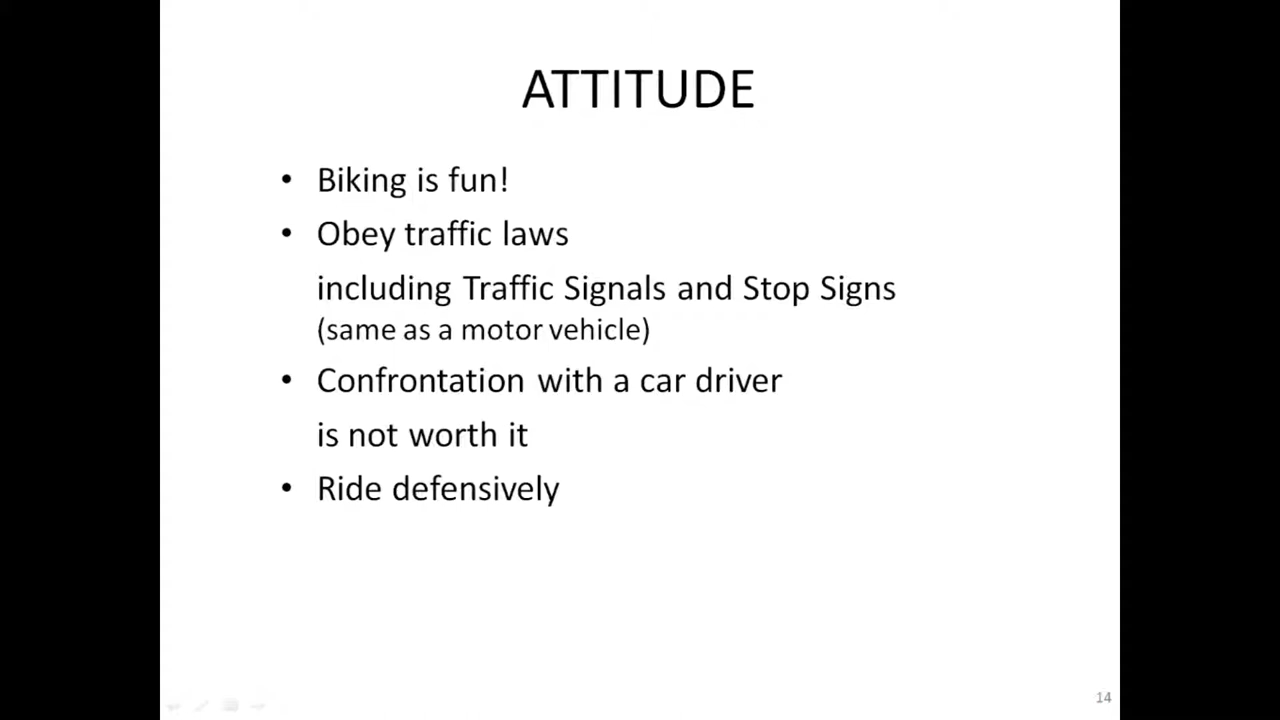 ATTITUDE
• Biking is fun!
• Obey traffic laws
including Traffic Signals and Stop Signs
(same as a motor vehicle)
• Confrontation with a car driver
is not worth it
• Ride defensively
14